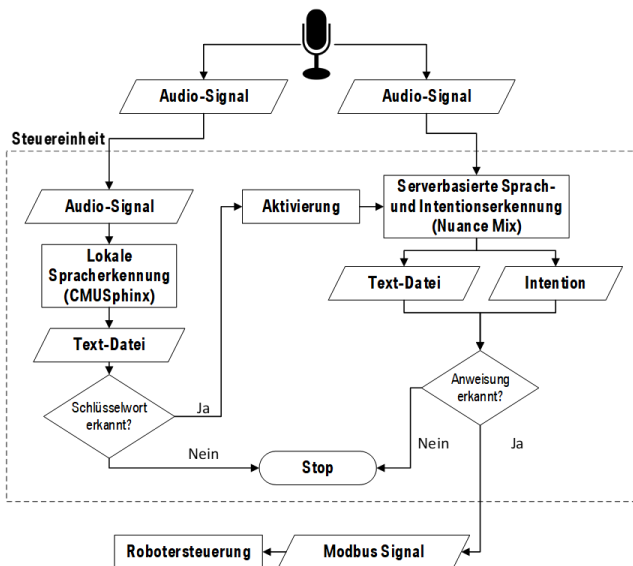 Audio-Signal
Audio-Signal
Steuereinheit
Audio-Signal
Aktivierung
Serverbasierte Sprach-
und Intentionserkennung
(Nuance Mix)
Lokale
Spracherkennung
(CMUSphinx)
Text-Datei
Intention
Text-Datei
Schlüsselwort
erkannt?
Ja
Anweisung
erkannt?
Nein
Stop
Nein
Ja
Robotersteuerung
Modbus Signal